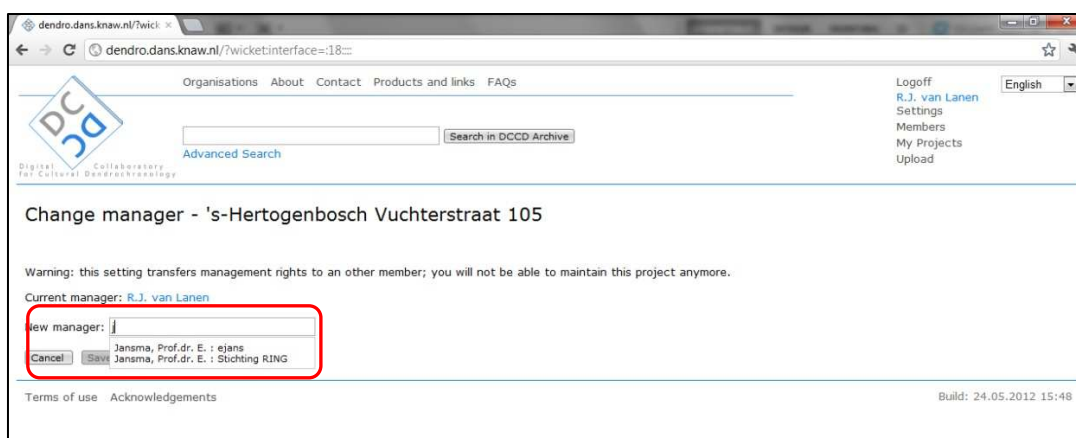 dendro.dans.knaw.nl/?wick
dendro.dans.knaw.nl/?wicket:interface=:18::::
Organisations About Contact Products and links FAQs
Logoff
English
R.J. van Lanen
Settings
Members
My Projects
Upload
Search in DCCD Archive
Advanced Search
DC
DC
Digital Collaboratory
for Cultural Dendrochronology
Change manager - 's-Hertogenbosch Vuchterstraat 105
Warning: this setting transfers management rights to an other member; you will not be able to maintain this project anymore.
Current manager: R.J. van Lanen
New manager: j
Jansma, Prof.dr. E. : ejans
Jansma, Prof.dr. E. : Stichting RING
Cancel Save
Terms of use Acknowledgements
Build: 24.05.2012 15:48